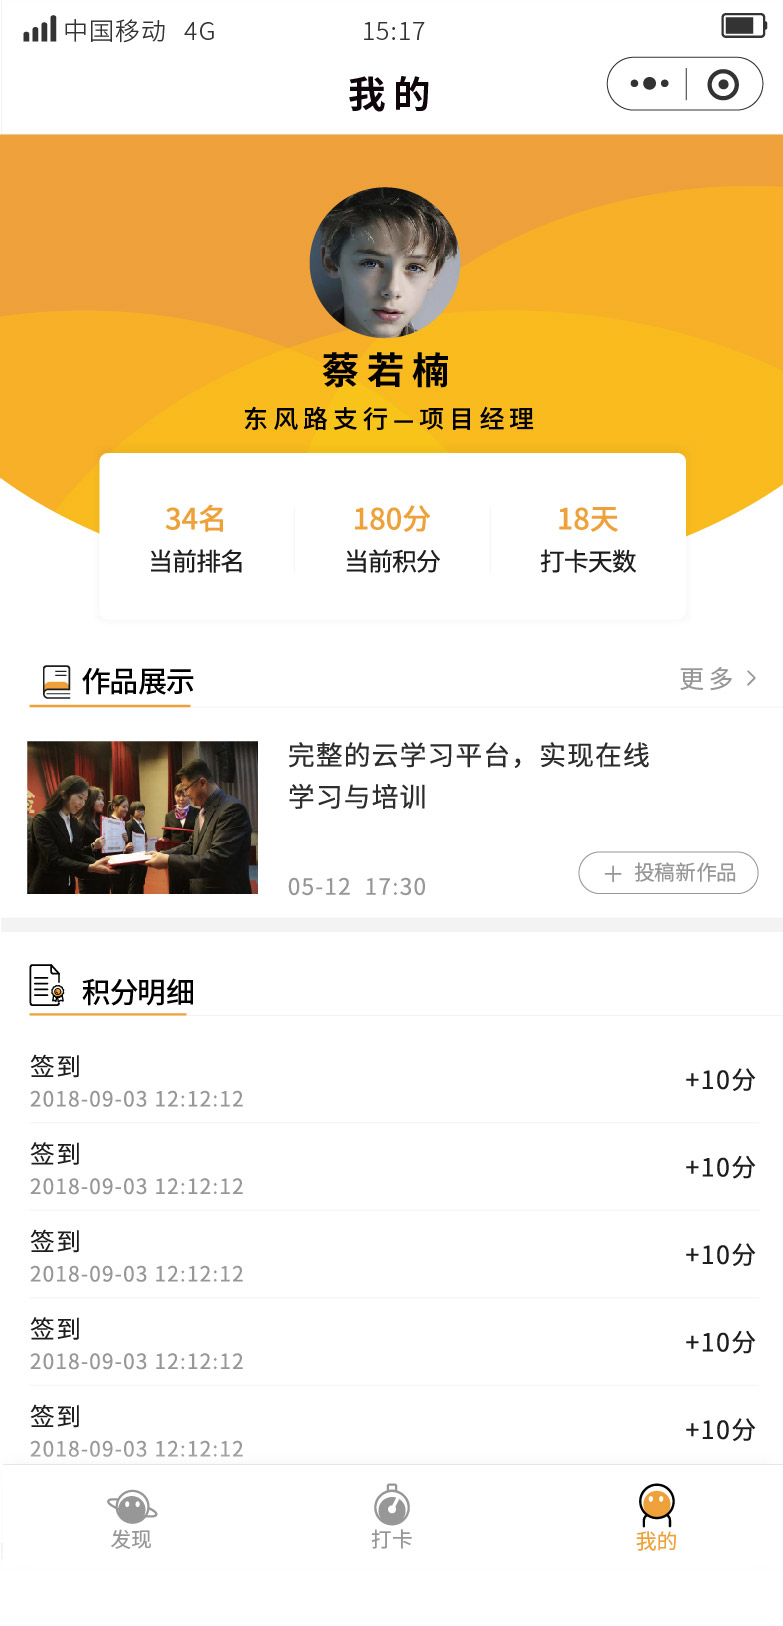 中国移动 4G 15:17
我的
蔡若楠
东风路支行—项目经理
34名 180分 18天
当前排名 当前积分 打卡天数
作品展示 更多
完整的云学习平台，实现在线
学习与培训
05-12 17:30
投稿新作品
积分明细
签到
2018-09-03 12:12:12
+10分
签到
2018-09-03 12:12:12
+10分
签到
2018-09-03 12:12:12
+10分
签到
2018-09-03 12:12:12
+10分
签到
2018-09-03 12:12:12
+10分
发现 打卡 我的